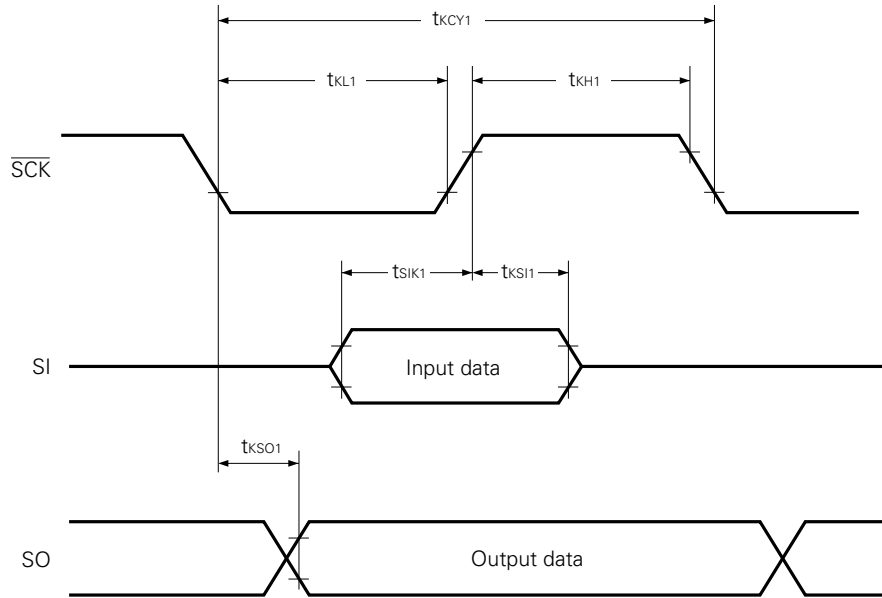 tKCY1
tKL1
tKH1
SCK
tSIK1
tKSI1
SI
Input data
tKSO1
SO
Output data